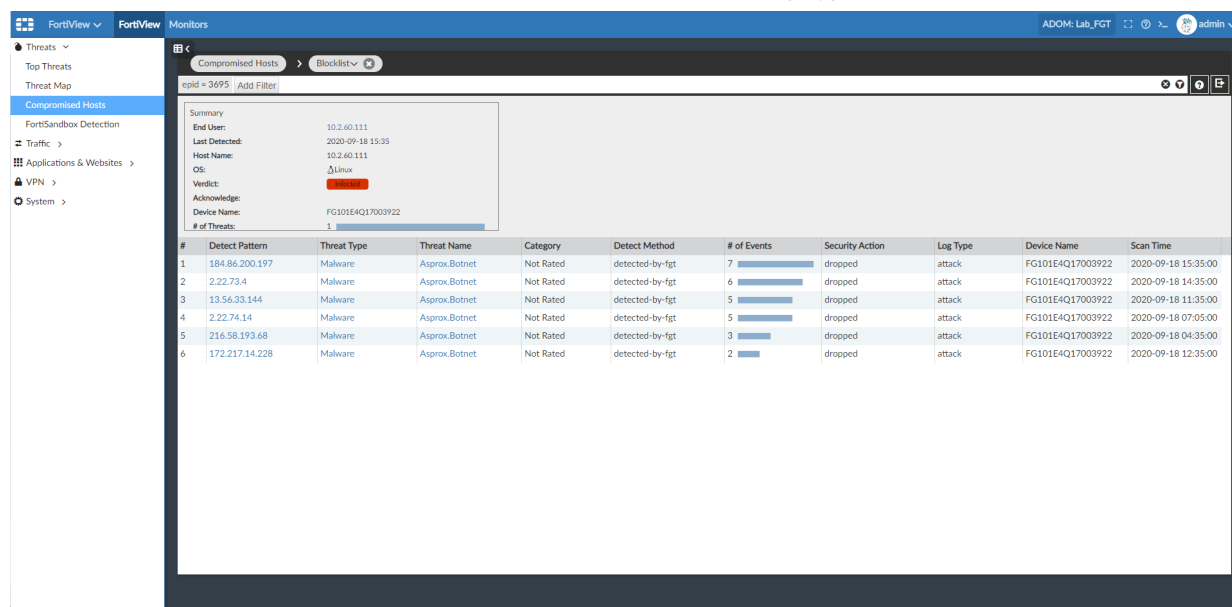 FortiView FortiView Monitors ADOM: Lab_FGT admin
Threats
Top Threats
Threat Map
Compromised Hosts
FortiSandbox Detection
Traffic
Applications & Websites
VPN
System
Compromised Hosts > Blocklist
epid = 3695 Add Filter
Summary
End User: 10.2.60.111
Last Detected: 2020-09-18 15:35
Host Name: 10.2.60.111
OS: Linux
Verdict: Infected
Acknowledge:
Device Name: FG101E4Q17003922
# of Threats: 1
# Detect Pattern Threat Type Threat Name Category Detect Method # of Events Security Action Log Type Device Name Scan Time
1 184.86.200.197 Malware Asprox.Botnet Not Rated detected-by-fgt 7 dropped attack FG101E4Q17003922 2020-09-18 15:35:00
2 2.22.73.4 Malware Asprox.Botnet Not Rated detected-by-fgt 6 dropped attack FG101E4Q17003922 2020-09-18 14:35:00
3 13.56.33.144 Malware Asprox.Botnet Not Rated detected-by-fgt 5 dropped attack FG101E4Q17003922 2020-09-18 11:35:00
4 2.22.74.14 Malware Asprox.Botnet Not Rated detected-by-fgt 5 dropped attack FG101E4Q17003922 2020-09-18 07:05:00
5 216.58.193.68 Malware Asprox.Botnet Not Rated detected-by-fgt 3 dropped attack FG101E4Q17003922 2020-09-18 04:35:00
6 172.217.14.228 Malware Asprox.Botnet Not Rated detected-by-fgt 2 dropped attack FG101E4Q17003922 2020-09-18 12:35:00